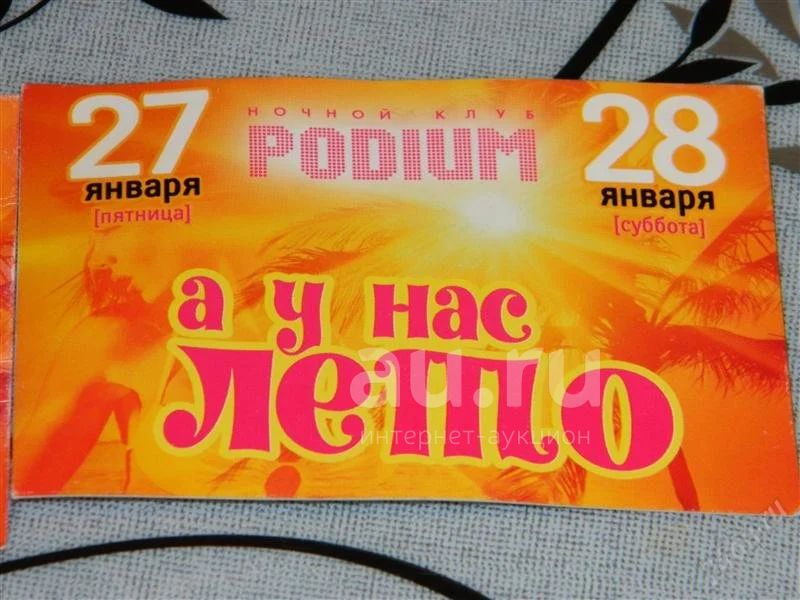 27
января
[пятница]
НОЧНОЙ КЛУБ
PODIUM
28
января
[суббота]
а у нас
лето
au.ru
интернет-аукцион